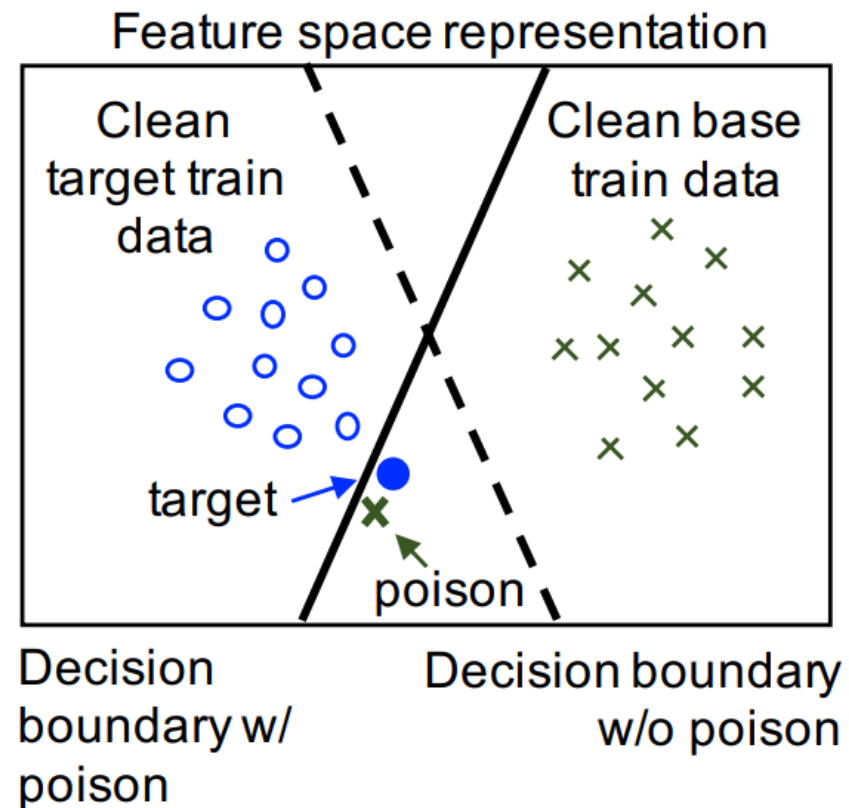 Feature space representation
Clean
target train
data
Clean base
train data
target
poison
Decision
boundary w/
poison
Decision boundary
w/o poison